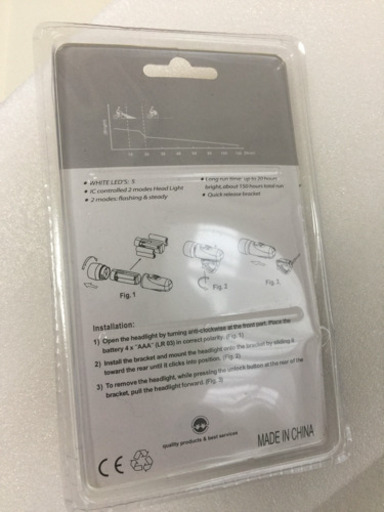 • WHITE LED'S: 5
• IC controlled 2 modes Head Light
• 2 modes: flashing & steady
• Long run time: up to 20 hours
bright, about 150 hours total run
• Quick release bracket
Fig. 1
Fig. 2
Fig. 3
Installation:
1) Open the headlight by turning anti-clockwise at the front part. Place the
battery 4 x "AAA" (LR 03) in correct polarity. (Fig. 1)
2) Install the bracket and mount the headlight onto the bracket by sliding it
toward the rear until it clicks into position. (Fig. 2)
3) To remove the headlight, while pressing the unlock button at the rear of the
bracket, pull the headlight forward. (Fig. 3)
quality products & best services
CE
MADE IN CHINA